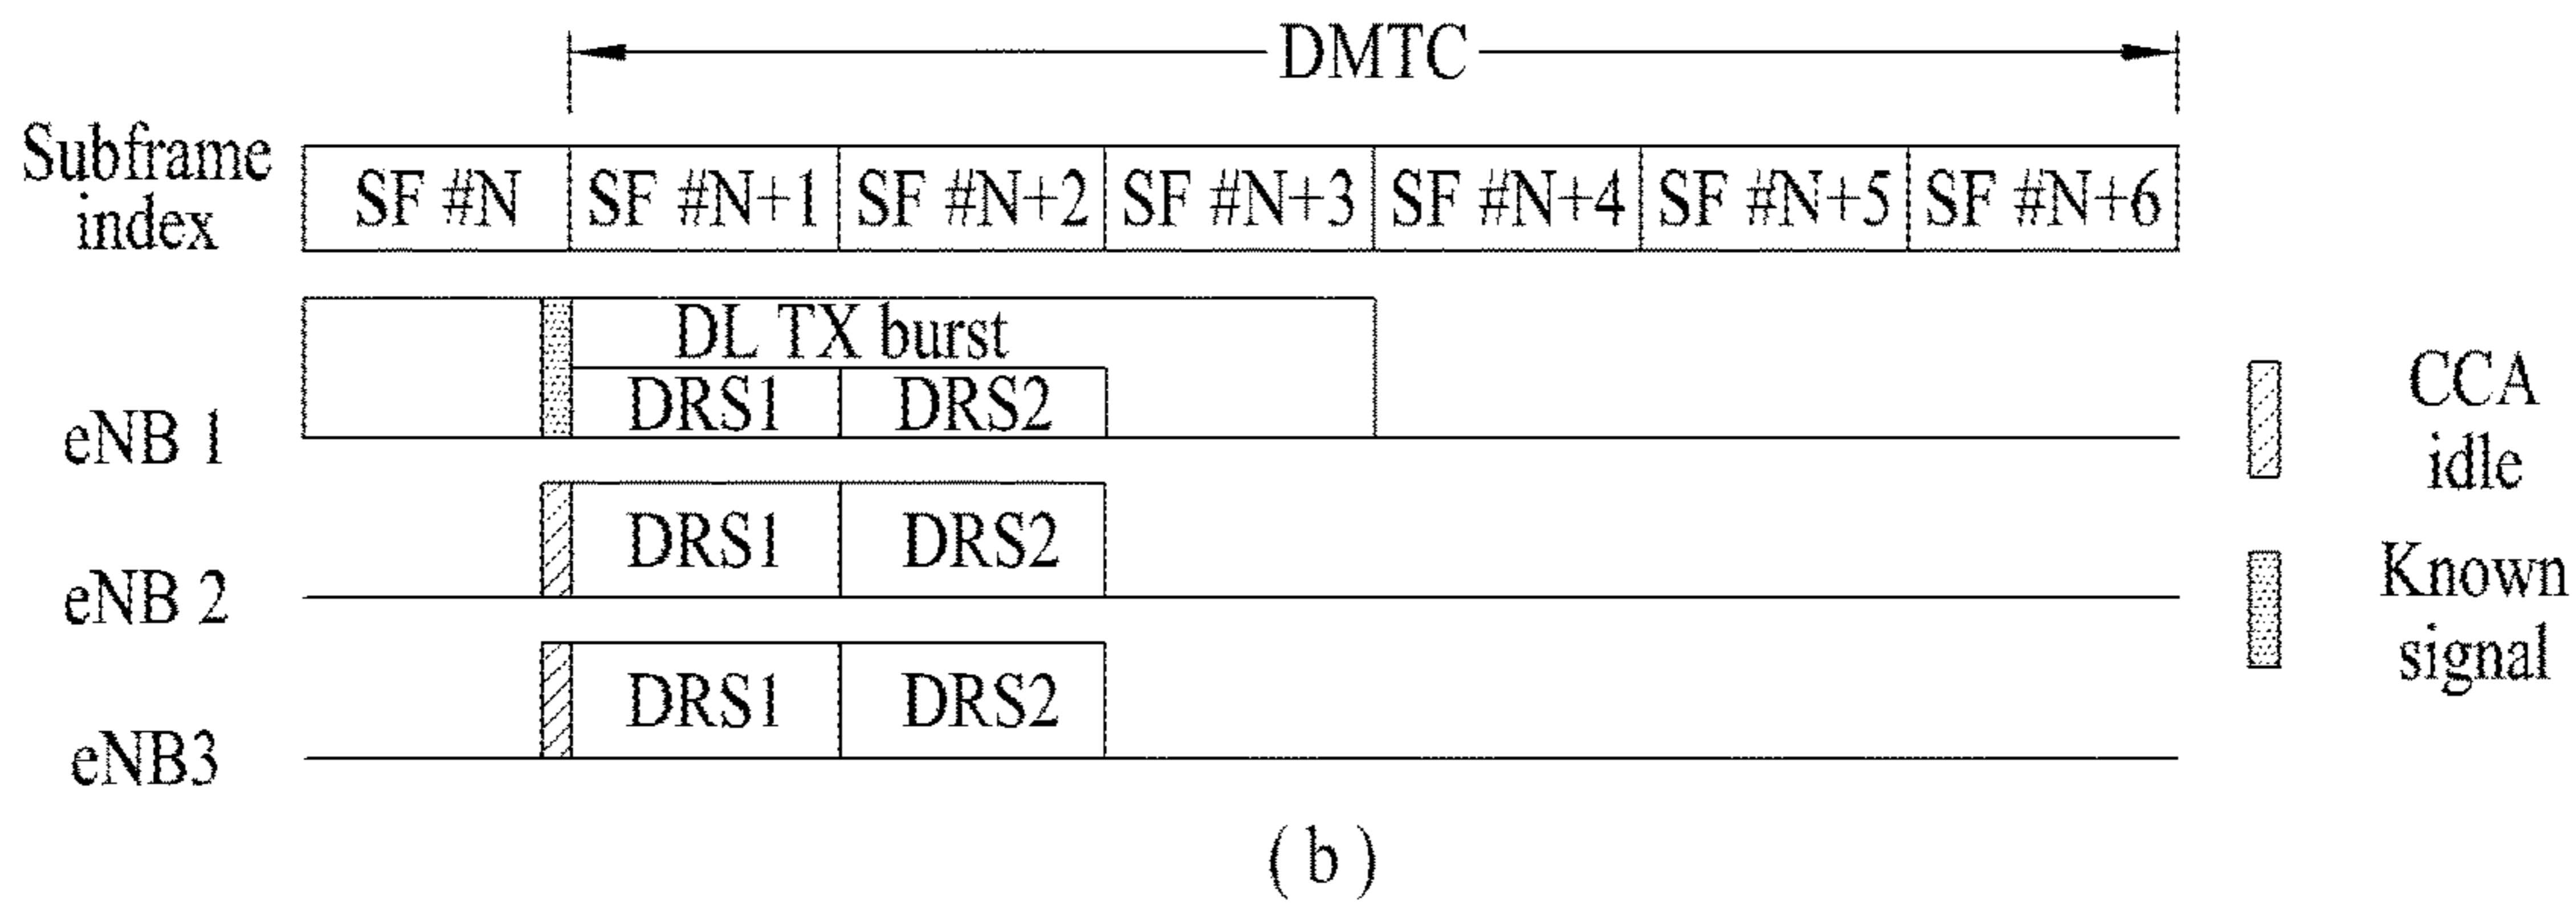 DMTC
Subframe
index
SF #N SF #N+1 SF #N+2 SF #N+3 SF #N+4 SF #N+5 SF #N+6
DL TX burst
DRS1 DRS2
eNB 1
DRS1 DRS2
eNB 2
DRS1 DRS2
eNB3
CCA
idle
Known
signal
( b )